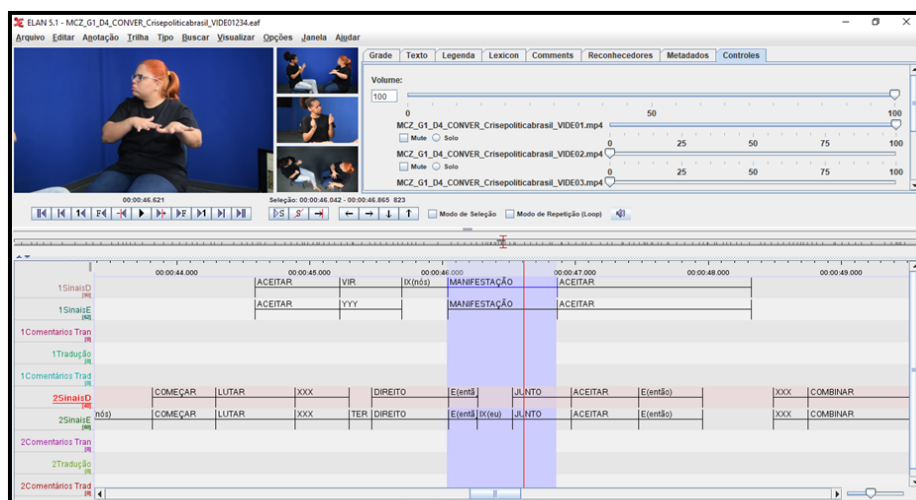 ELAN 5.1 - MCZ_G1_D4_CONVER_Crisepoliticabrasil_VIDE01234.eaf
Arquivo Editar Anotação Trilha Tipo Buscar Visualizar Opções Janela Ajudar
Grade Texto Legenda Lexicon Comments Reconhecedores Metadados Controles
Volume:
100
0 50 100
MCZ_G1_D4_CONVER_Crisepoliticabrasil_VIDE01.mp4
Mute Solo
0 25 50 75 100
MCZ_G1_D4_CONVER_Crisepoliticabrasil_VIDE02.mp4
Mute Solo
0 25 50 75 100
MCZ_G1_D4_CONVER_Crisepoliticabrasil_VIDE03.mp4
00:00:46.621
Seleção: 00:00:46.042 - 00:00:46.865 823
Modo de Seleção Modo de Repetição (Loop)
00:00:44.000 00:00:45.000 00:00:46.000 00:00:47.000 00:00:48.000 00:00:49.000
1SinaisD ACEITAR VIR IX(nós) MANIFESTAÇÃO ACEITAR
1SinaisE ACEITAR YYY MANIFESTAÇÃO ACEITAR
1Comentarios Tran
1Tradução
1Comentários Trad
2SinaisD COMEÇAR LUTAR XXX DIREITO E(entã JUNTO ACEITAR E(então) XXX COMBINAR
2SinaisE nós) COMEÇAR LUTAR XXX TER DIREITO E(entã IX(eu) JUNTO ACEITAR E(então) XXX COMBINAR
2Comentarios Tran
2Tradução
2Comentários Trad